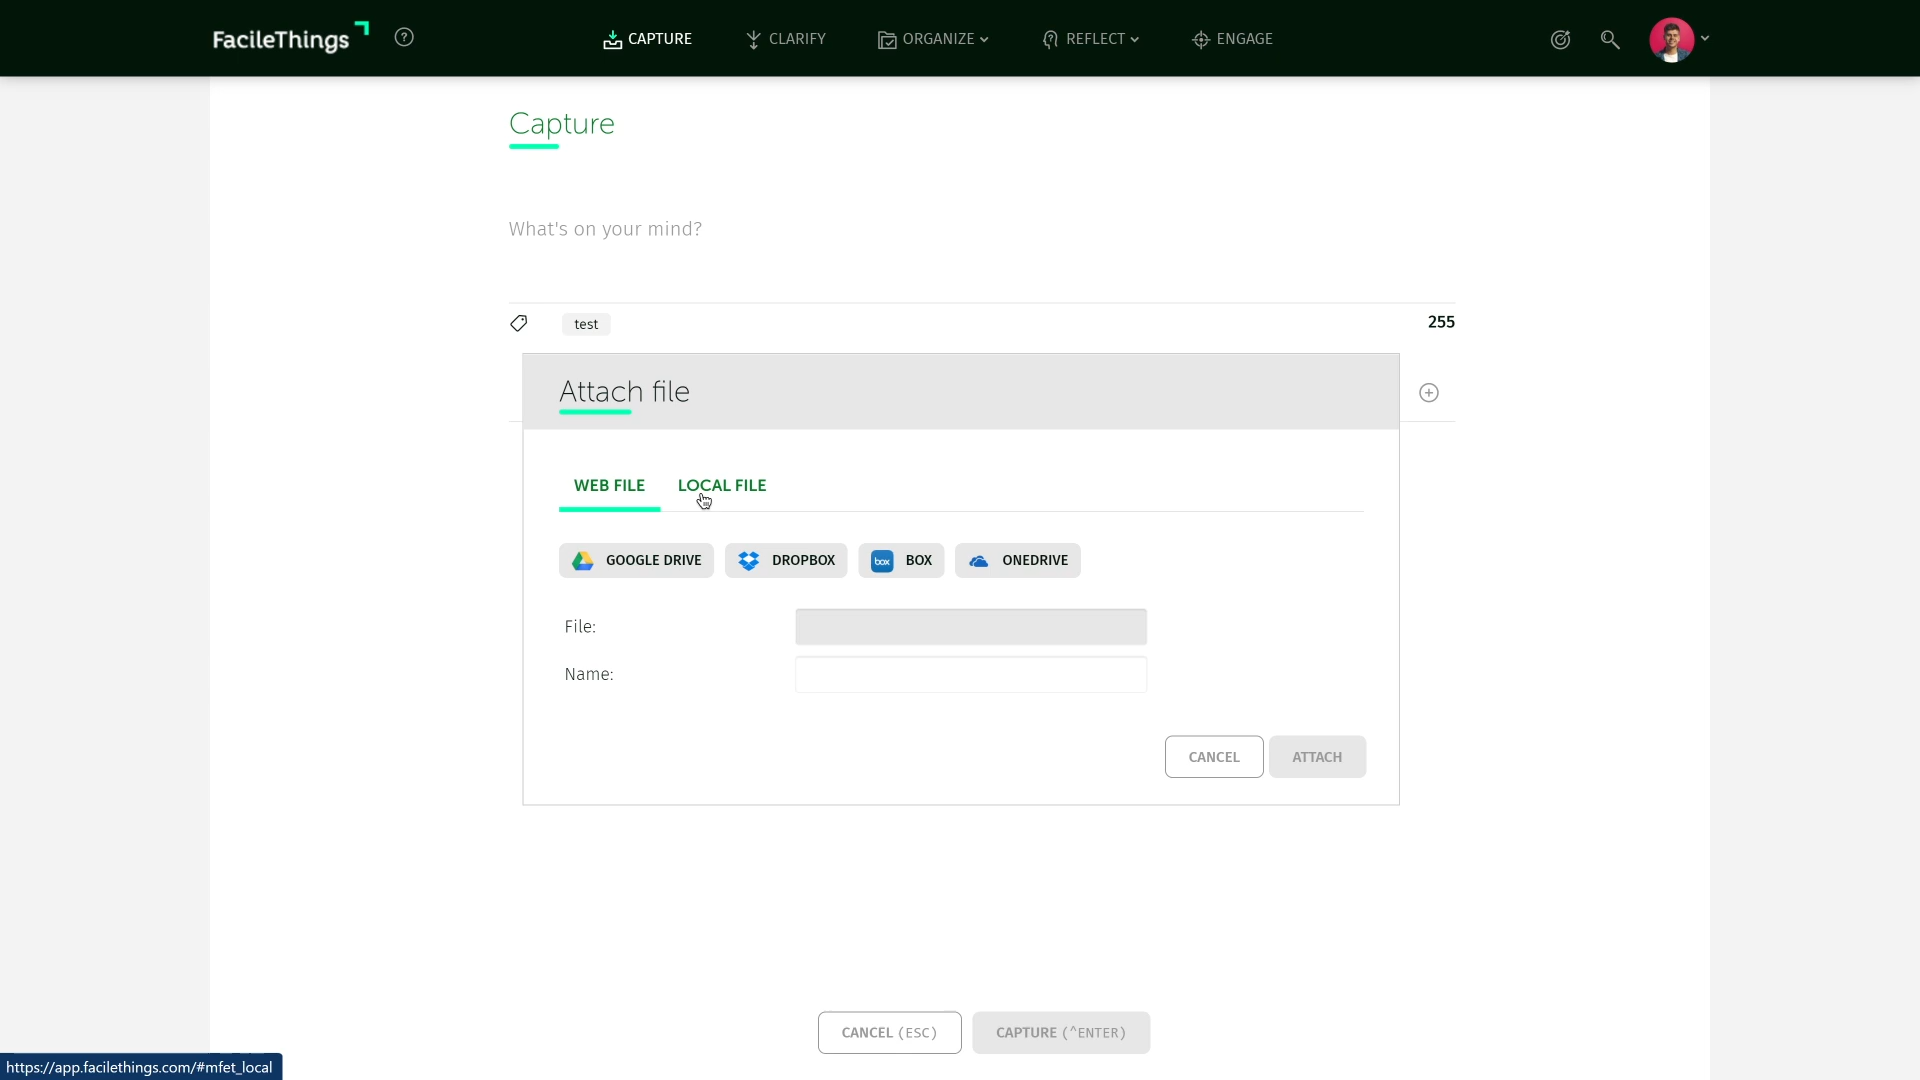 FacileThings
CAPTURE
CLARIFY
ORGANIZE
REFLECT
ENGAGE
Capture
What's on your mind?
test
255
Attach file
WEB FILE
LOCAL FILE
GOOGLE DRIVE
DROPBOX
box
BOX
ONEDRIVE
File:
Name:
CANCEL
ATTACH
CANCEL (ESC)
CAPTURE (^ENTER)
https://app.facilethings.com/#mfet_local